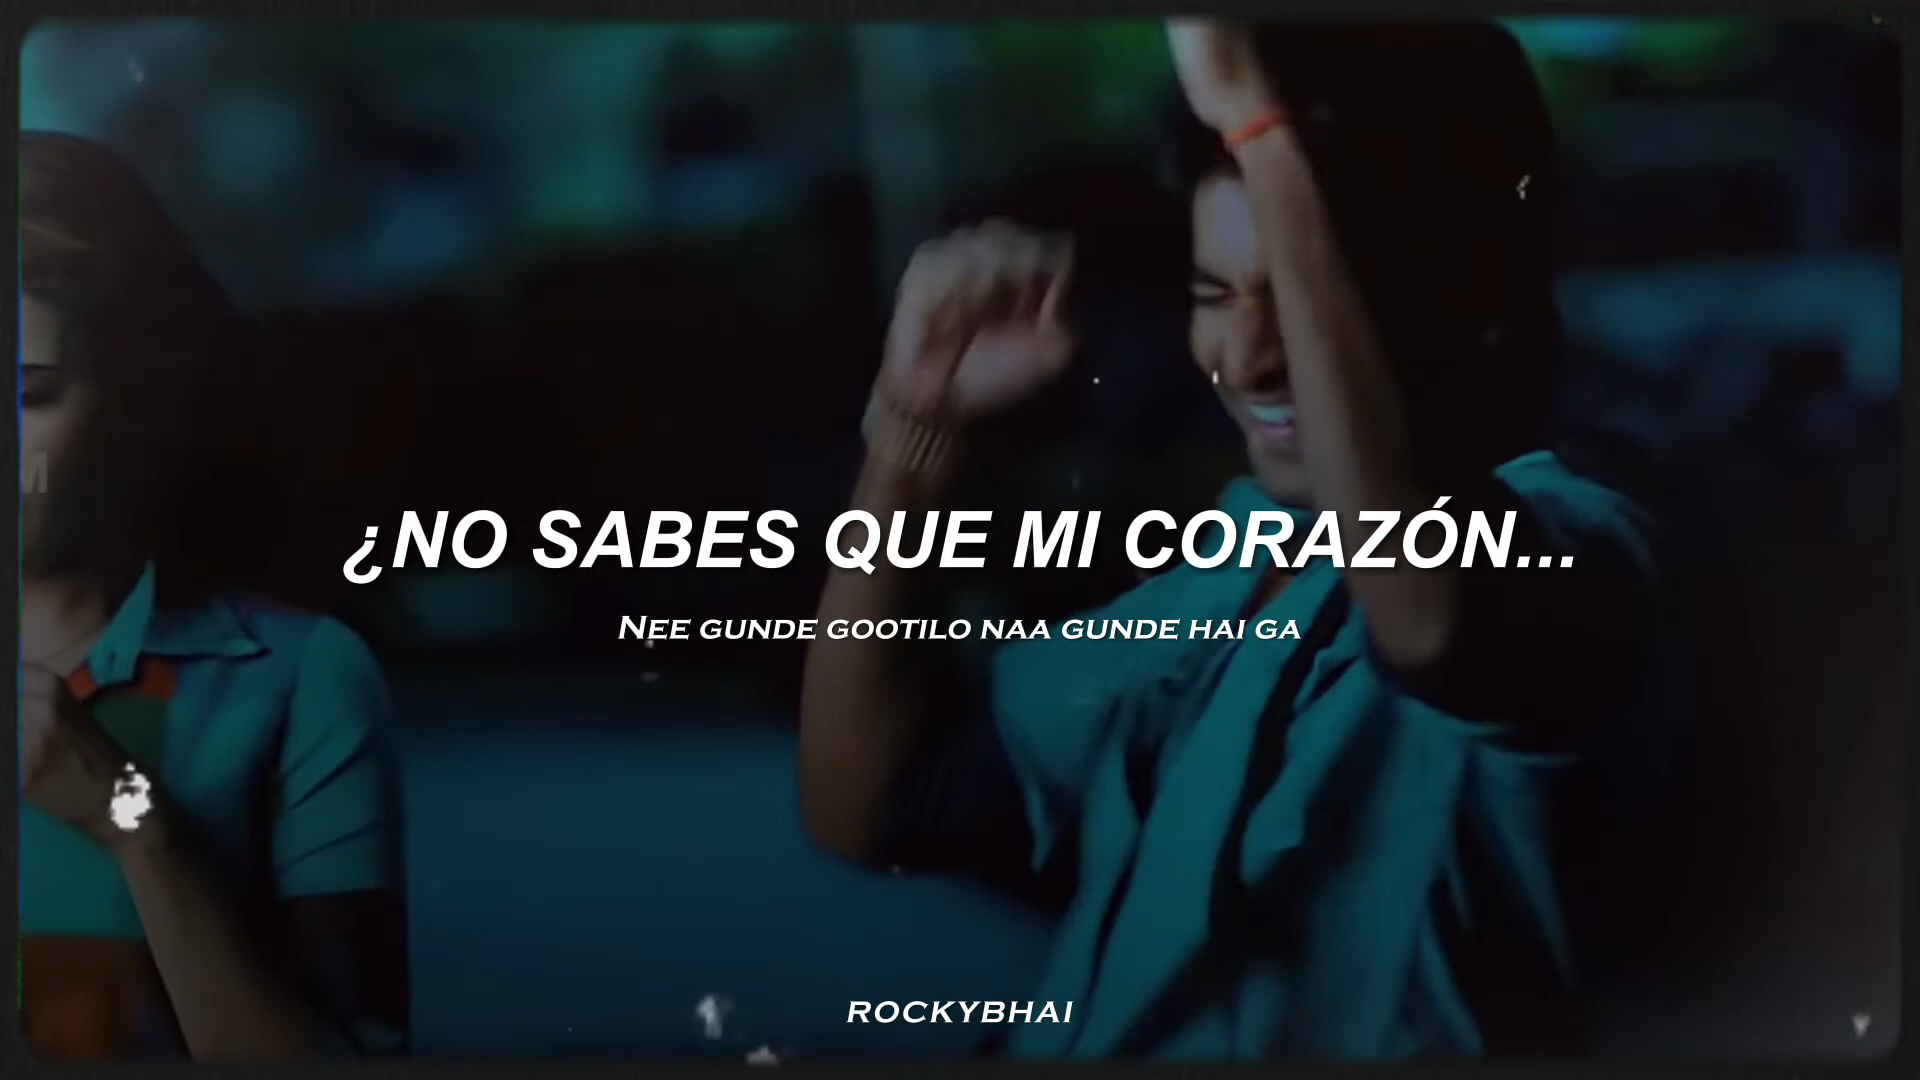 M
¿NO SABES QUE MI CORAZÓN...
NEE GUNDE GOOTILO NAA GUNDE HAI GA
ROCKYBHAI